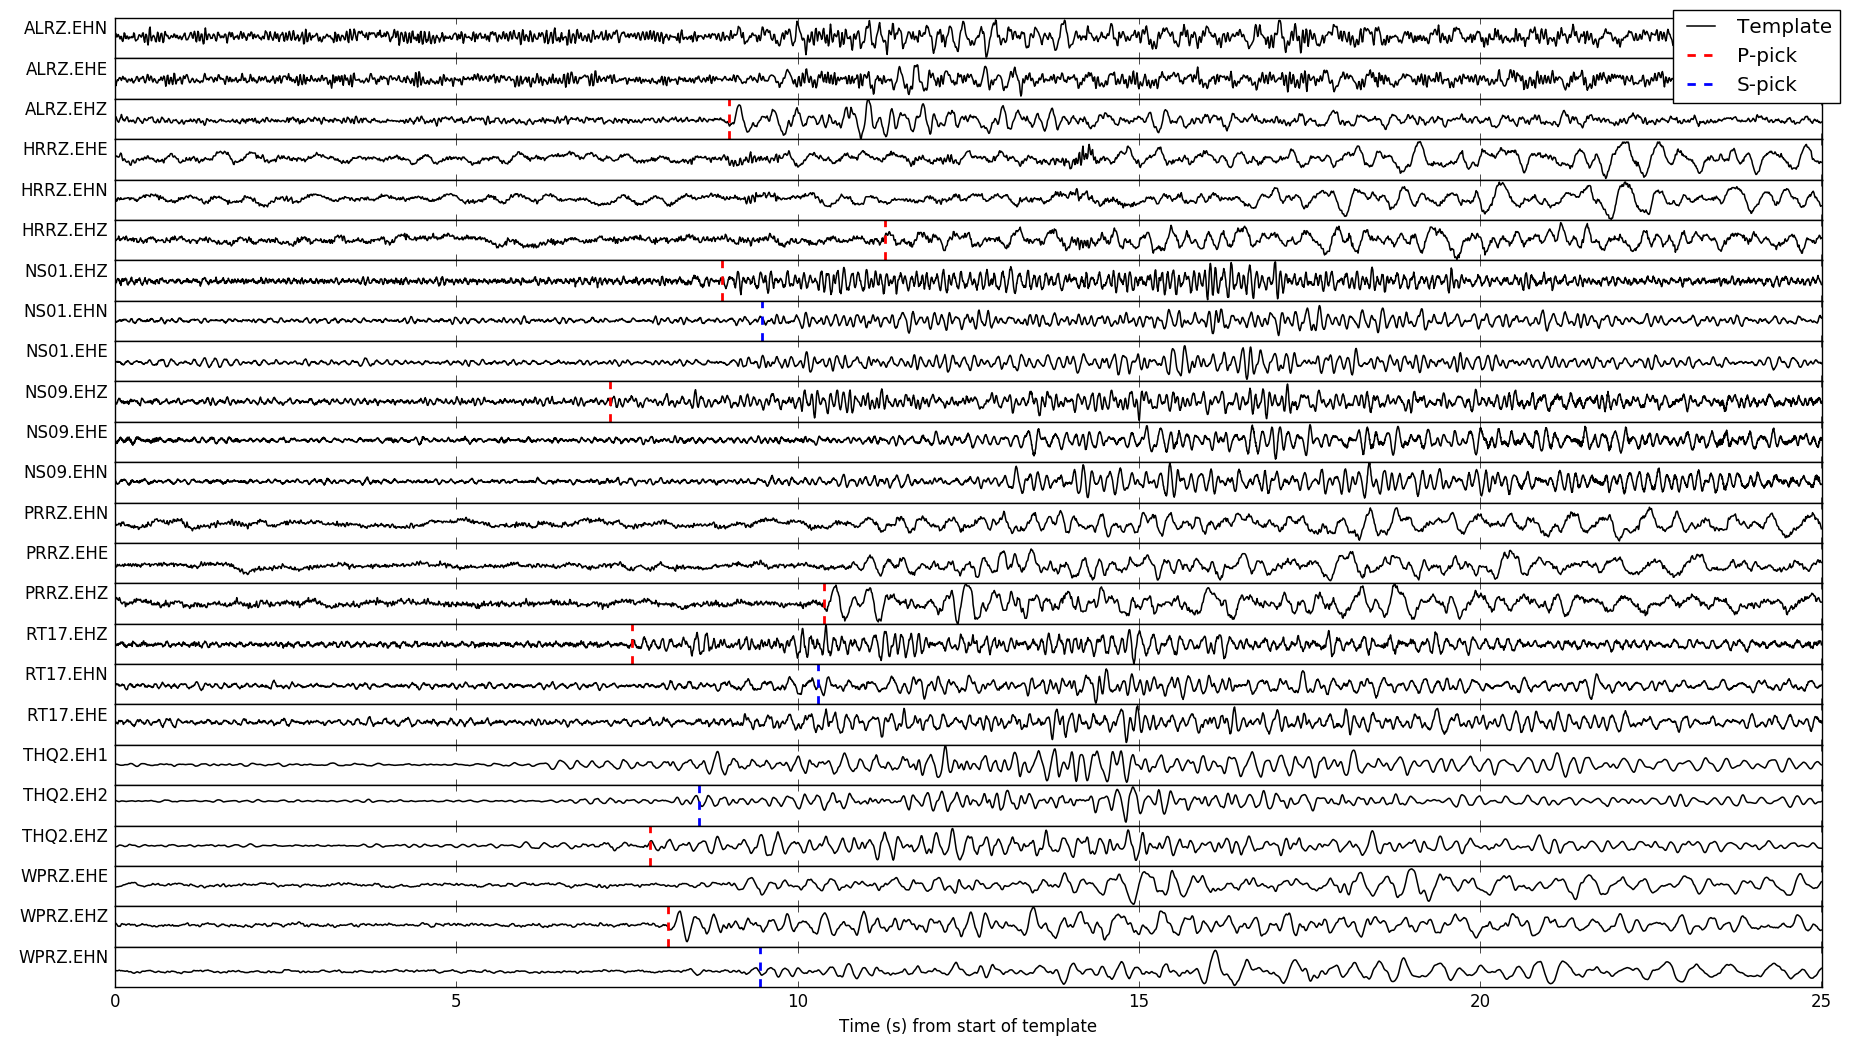 ALRZ.EHN
ALRZ.EHE
ALRZ.EHZ
HRRZ.EHE
HRRZ.EHN
HRRZ.EHZ
NS01.EHZ
NS01.EHN
NS01.EHE
NS09.EHZ
NS09.EHE
NS09.EHN
PRRZ.EHN
PRRZ.EHE
PRRZ.EHZ
RT17.EHZ
RT17.EHN
RT17.EHE
THQ2.EH1
THQ2.EH2
THQ2.EHZ
WPRZ.EHE
WPRZ.EHZ
WPRZ.EHN
Template
P-pick
S-pick
0 5 10 15 20 25
Time (s) from start of template